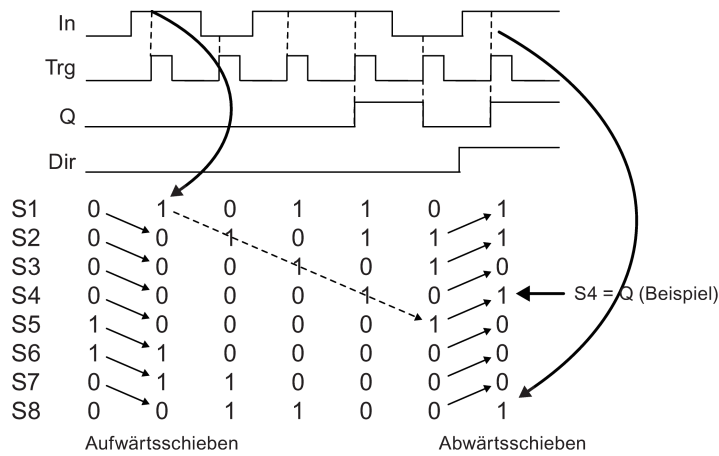 In
Trg
Q
Dir
S1 0 1 0 1 1 0 1
S2 0 0 1 0 1 1 1
S3 0 0 0 1 0 1 0
S4 0 0 0 0 1 0 1 S4 = Q (Beispiel)
S5 1 0 0 0 0 1 0
S6 1 1 0 0 0 0 0
S7 0 1 1 0 0 0 0
S8 0 0 1 1 0 0 1
Aufwärtsschieben Abwärtsschieben